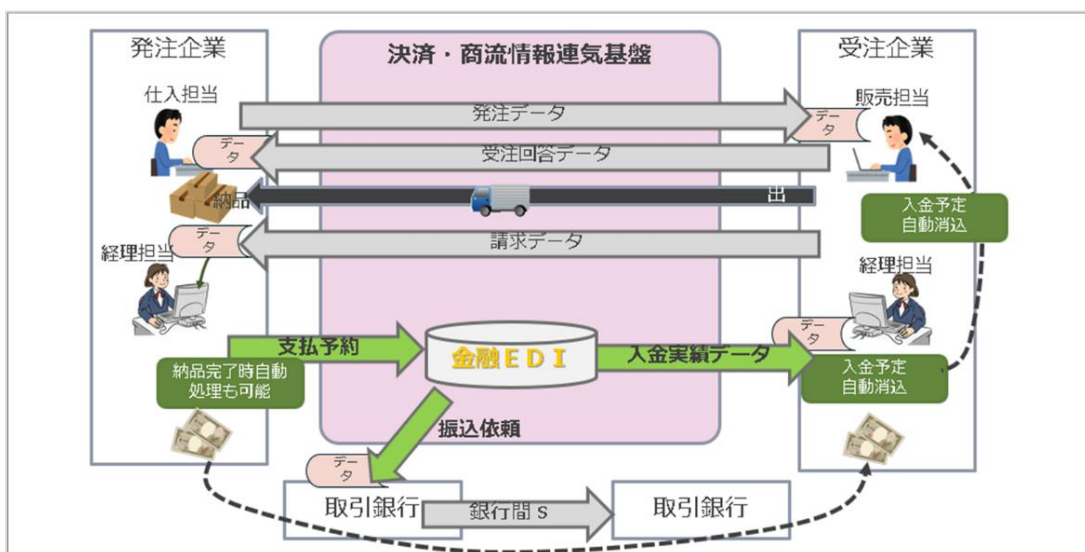 発注企業
決済・商流情報連気基盤
受注企業
仕入担当
販売担当
発注データ
データ
データ
受注回答データ
納品
出
入金予定
自動消込
データ
請求データ
経理担当
経理担当
データ
支払予約
金融EDI
入金実績データ
納品完了時自動
処理も可能
入金予定
自動消込
振込依頼
データ
取引銀行
銀行間S
取引銀行